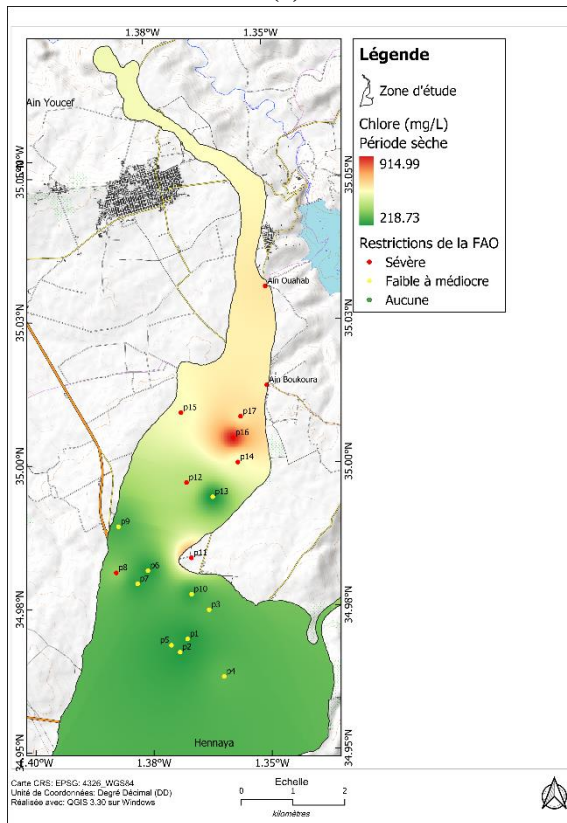 1.38°W
1.35°W
Ain Youcef
35.05°N
35.03°N
35.00°N
34.98°N
34.95°N
35.05°N
35.03°N
35.00°N
34.98°N
34.95°N
Ain Ouahab
Ain Boukoura
p15
p17
p16
p14
p12
p13
p9
p11
p8
p6
p7
p10
p3
p1
p5
p2
p4
Hennaya
1.40°W
1.38°W
1.35°W
Légende
Zone d'étude
Chlore (mg/L)
Période sèche
914.99
218.73
Restrictions de la FAO
Sévère
Faible à médiocre
Aucune
Carte CRS: EPSG: 4326_WGS84
Unité de Coordonnées: Degré Décimal (DD)
Réalisée avec: QGIS 3.30 sur Windows
Echelle
0 1 2
kilomètres